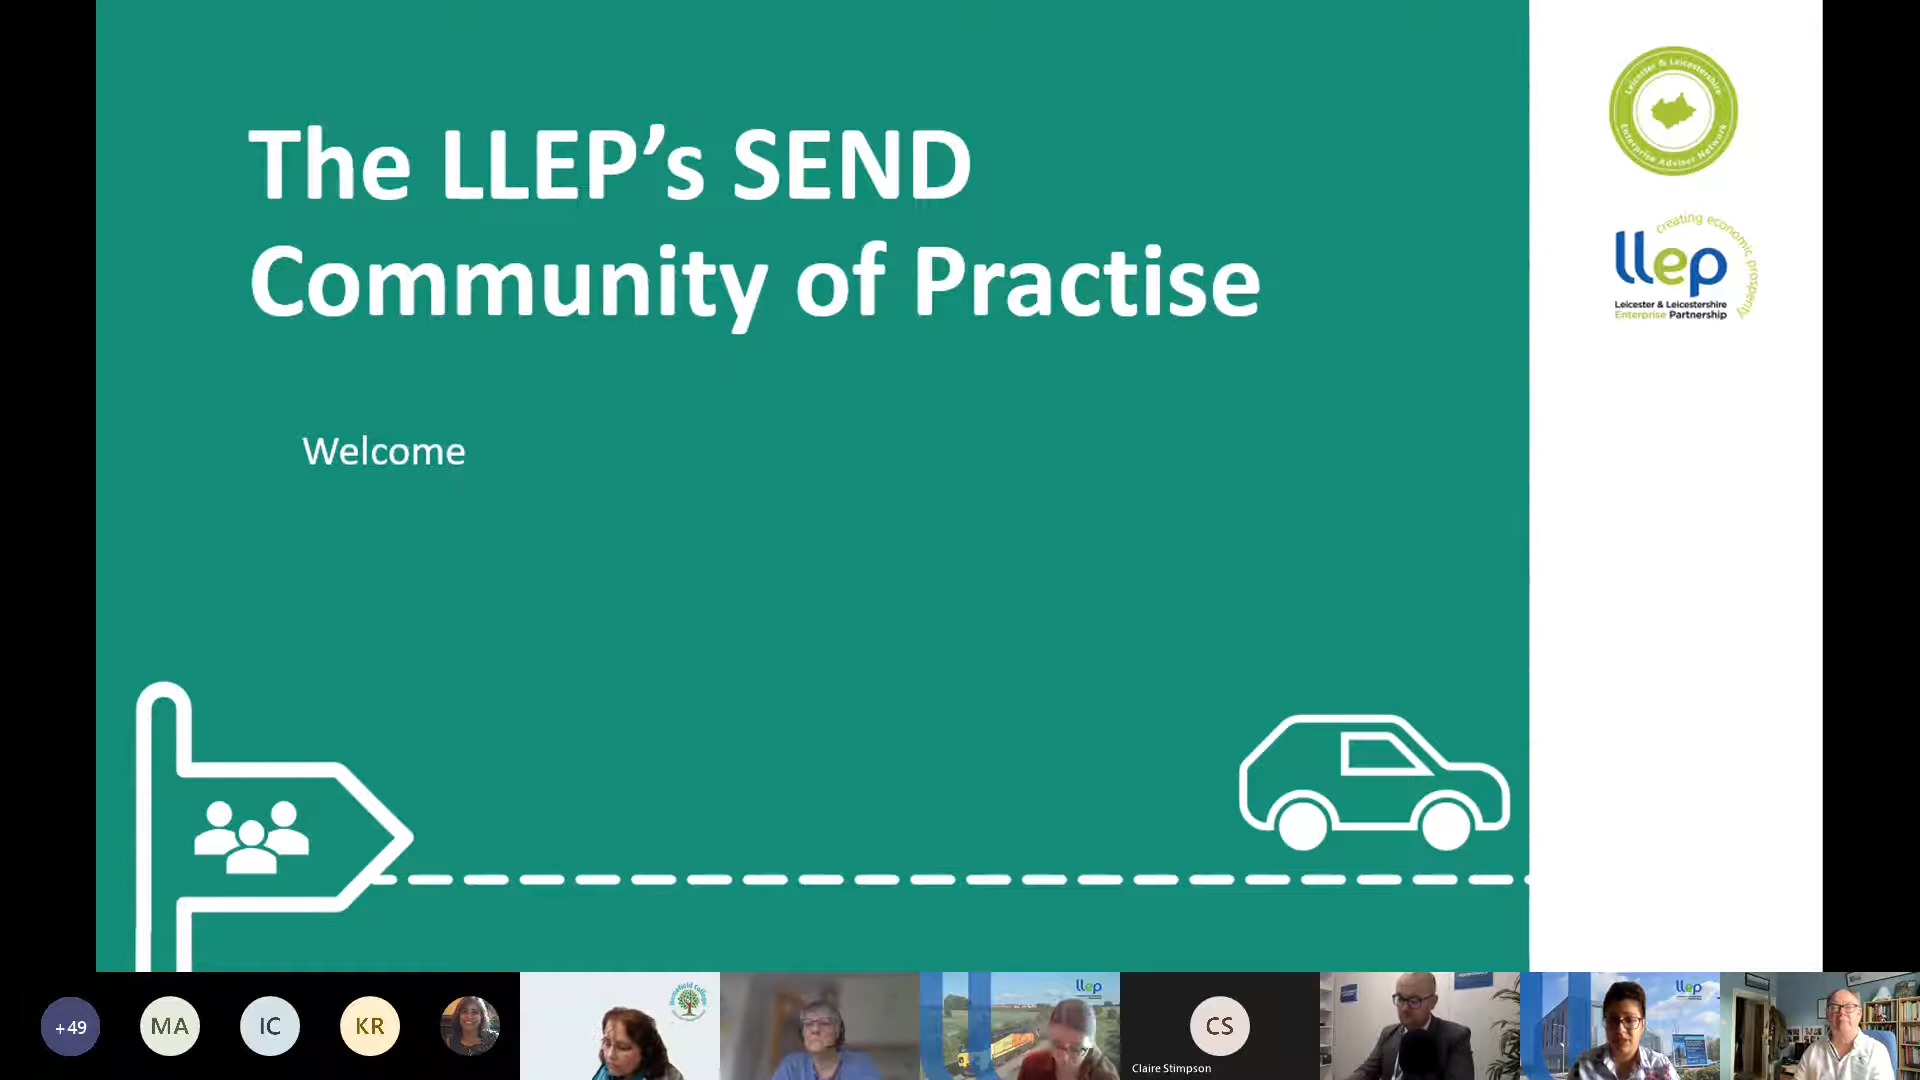 The LLEP’s SEND
Community of Practise
Welcome
Leicester & Leicestershire
Enterprise Adviser Network
creating economic prosperity
llep
Leicester & Leicestershire
Enterprise Partnership
+49
MA
IC
KR
llep
CS
Claire Stimpson
llep